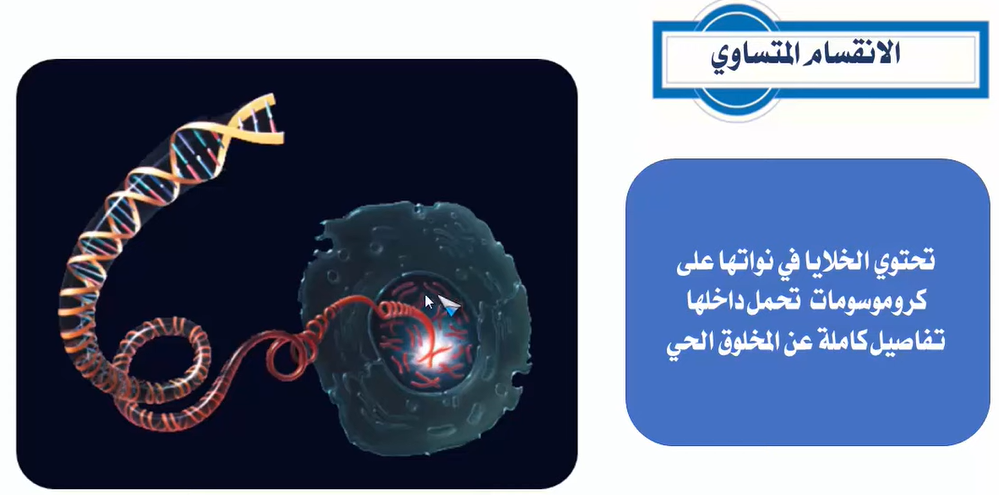 الانقسام المتساوي
تحتوي الخلايا في نواتها على
كروموسومات تحمل داخلها
تفاصيل كاملة عن المخلوق الحي